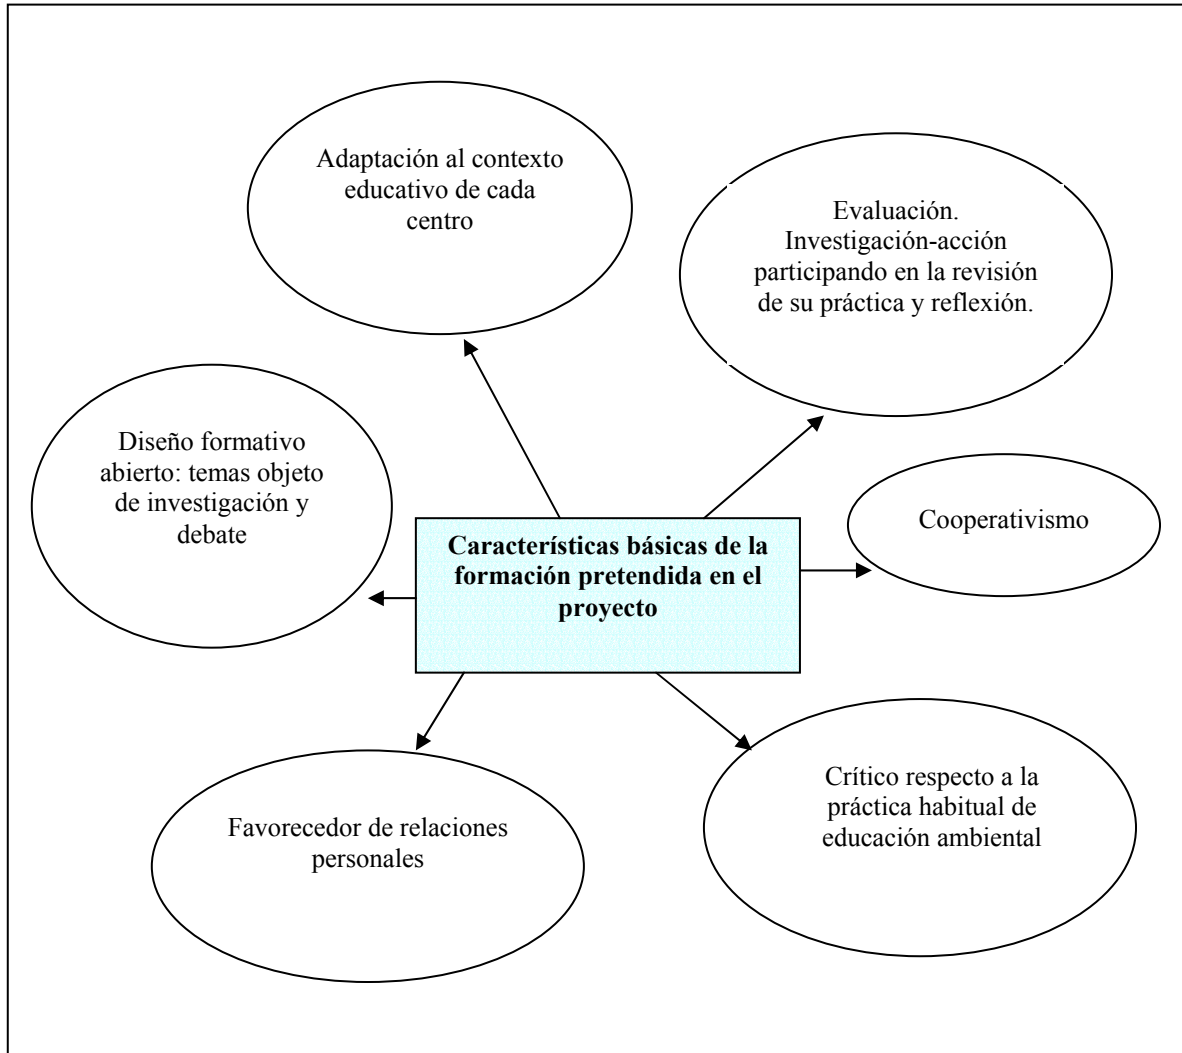 Adaptación al contexto
educativo de cada
centro
Evaluación.
Investigación-acción
participando en la revisión
de su práctica y reflexión.
Diseño formativo
abierto: temas objeto
de investigación y
debate
Cooperativismo
Características básicas de la
formación pretendida en el
proyecto
Favorecedor de relaciones
personales
Crítico respecto a la
práctica habitual de
educación ambiental